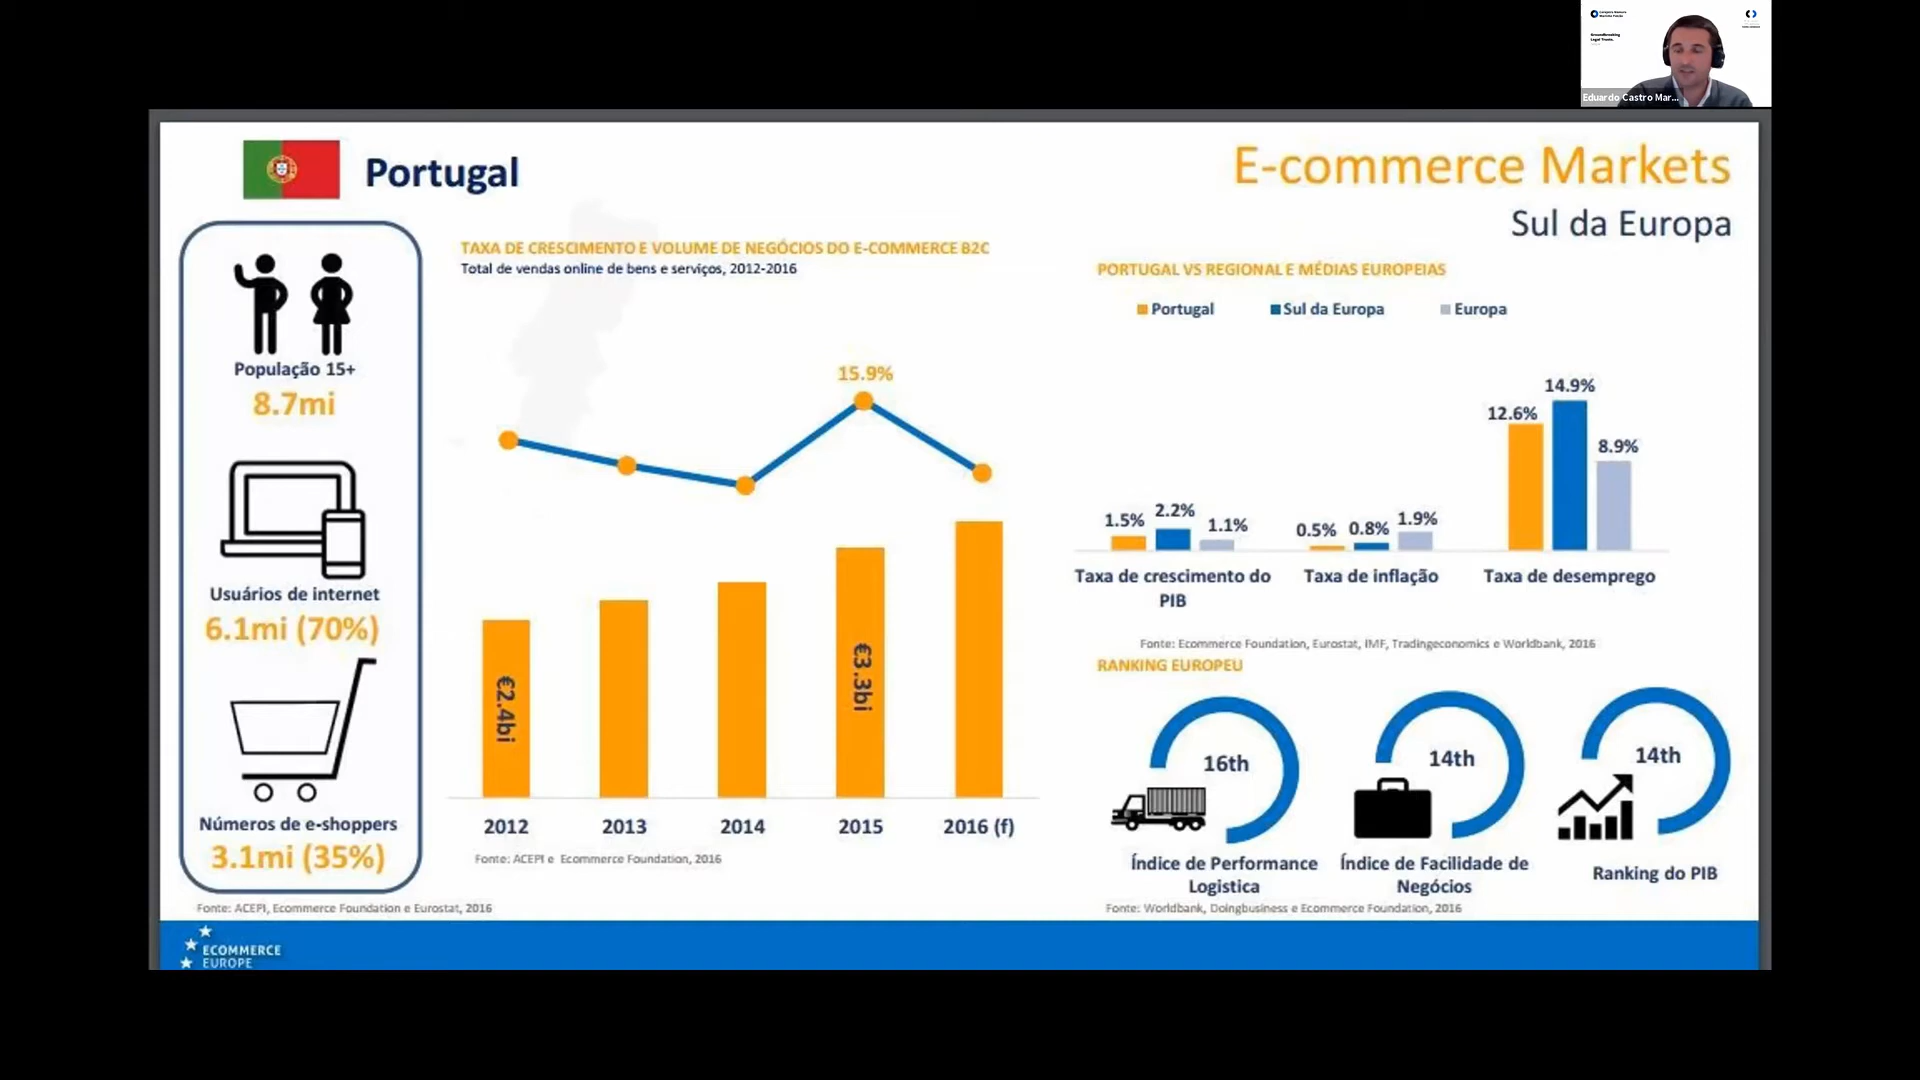 Groundbreaking
Legal Trusts.
Eduardo Castro Mar...
Portugal
E-commerce Markets
Sul da Europa
População 15+
8.7mi
Usuários de internet
6.1mi (70%)
Números de e-shoppers
3.1mi (35%)
Fonte: ACEPI, Ecommerce Foundation e Eurostat, 2016
TAXA DE CRESCIMENTO E VOLUME DE NEGÓCIOS DO E-COMMERCE B2C
Total de vendas online de bens e serviços, 2012-2016
15.9%
€2.4bi
€3.3bi
2012 2013 2014 2015 2016 (f)
Fonte: ACEPI e Ecommerce Foundation, 2016
PORTUGAL VS REGIONAL E MÉDIAS EUROPEIAS
Portugal Sul da Europa Europa
1.5% 2.2% 1.1%
0.5% 0.8% 1.9%
12.6% 14.9% 8.9%
Taxa de crescimento do
PIB
Taxa de inflação
Taxa de desemprego
Fonte: Ecommerce Foundation, Eurostat, IMF, Tradingeconomics e Worldbank, 2016
RANKING EUROPEU
16th
Índice de Performance
Logistica
14th
Índice de Facilidade de
Negócios
14th
Ranking do PIB
Fonte: Worldbank, Doingbusiness e Ecommerce Foundation, 2016
ECOMMERCE
EUROPE